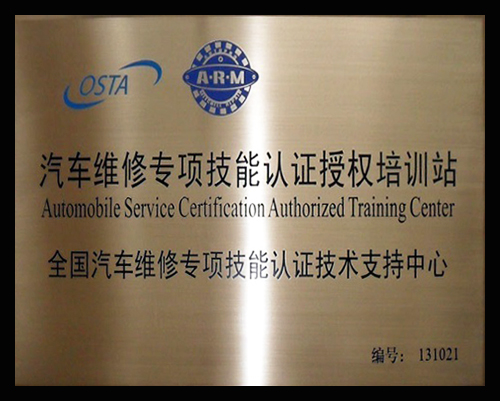 OSTA
A·R·M
汽车维修专项技能认证授权培训站
Automobile Service Certification Authorized Training Center
全国汽车维修专项技能认证技术支持中心
编号： 131021